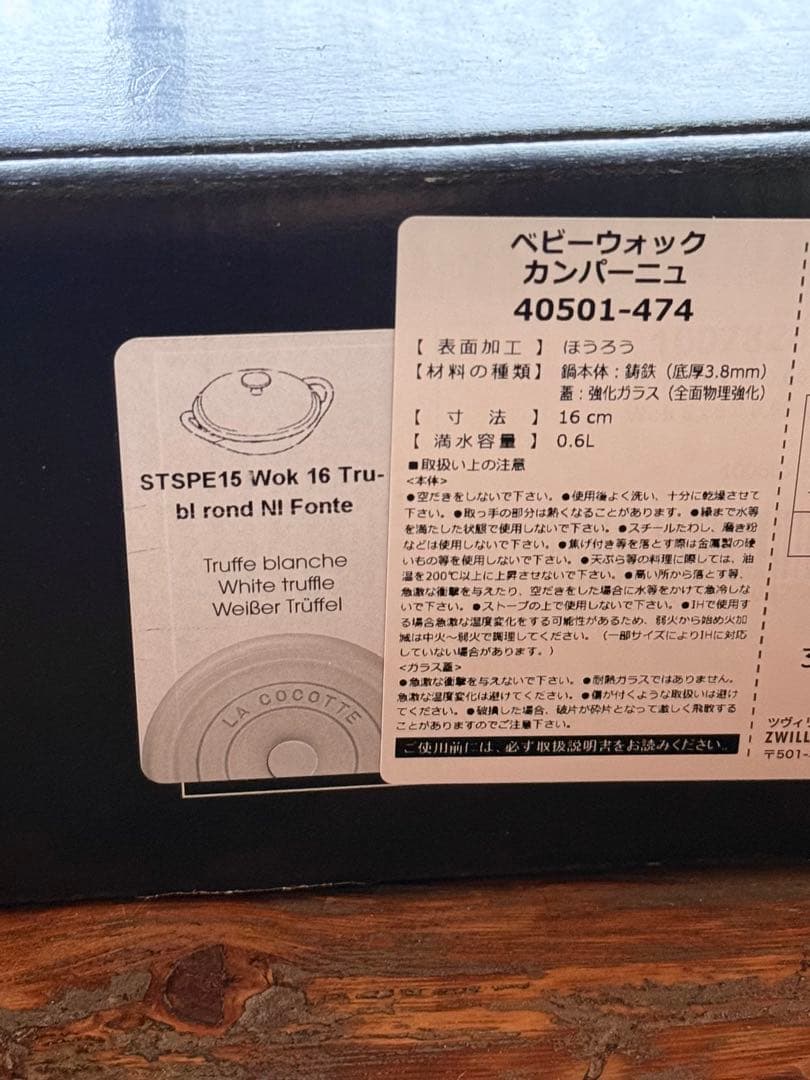 STSPE15 Wok 16 Tru-
bl rond NI Fonte
Truffe blanche
White truffle
Weißer Trüffel
LA COCOTTE
ベビーウォック
カンパーニュ
40501-474
【 表面加工 】 ほうろう
【材料の種類】 鍋本体：鋳鉄（底厚3.8mm）
蓋：強化ガラス（全面物理強化）
【 寸 法 】 16 cm
【 満水容量 】 0.6L
■取扱い上の注意
<本体>
●空だきをしないで下さい。●使用後よく洗い、十分に乾燥させて
下さい。●取っ手の部分は熱くなることがあります。●縁まで水等
を満たした状態で使用しないで下さい。●スチールたわし、磨き粉
などは使用しないで下さい。●焦げ付き等を落とす際は金属製の硬
いもの等を使用しないで下さい。●天ぷら等の料理に際しては、油
温を200℃以上に上昇させないで下さい。●高い所から落とす等、
急激な衝撃を与えたり、空だきをした場合に水等をかけて急冷しな
いで下さい。●ストーブの上で使用しないで下さい。●IHで使用す
る場合急激な温度変化をする可能性があるため、弱火から始め火加
減は中火～弱火で調理してください。（一部サイズによりIHに対応
していない場合があります。）
<ガラス蓋>
●急激な衝撃を与えないで下さい。●耐熱ガラスではありません。
急激な温度変化は避けてください。●傷が付くような取扱いは避け
てください。●破損した場合、破片が砕片となって激しく飛散する
ことがありますのでご注意下さい。
ご使用前には、必ず取扱説明書をお読みください。
ツヴィリ
ZWILL
〒501-